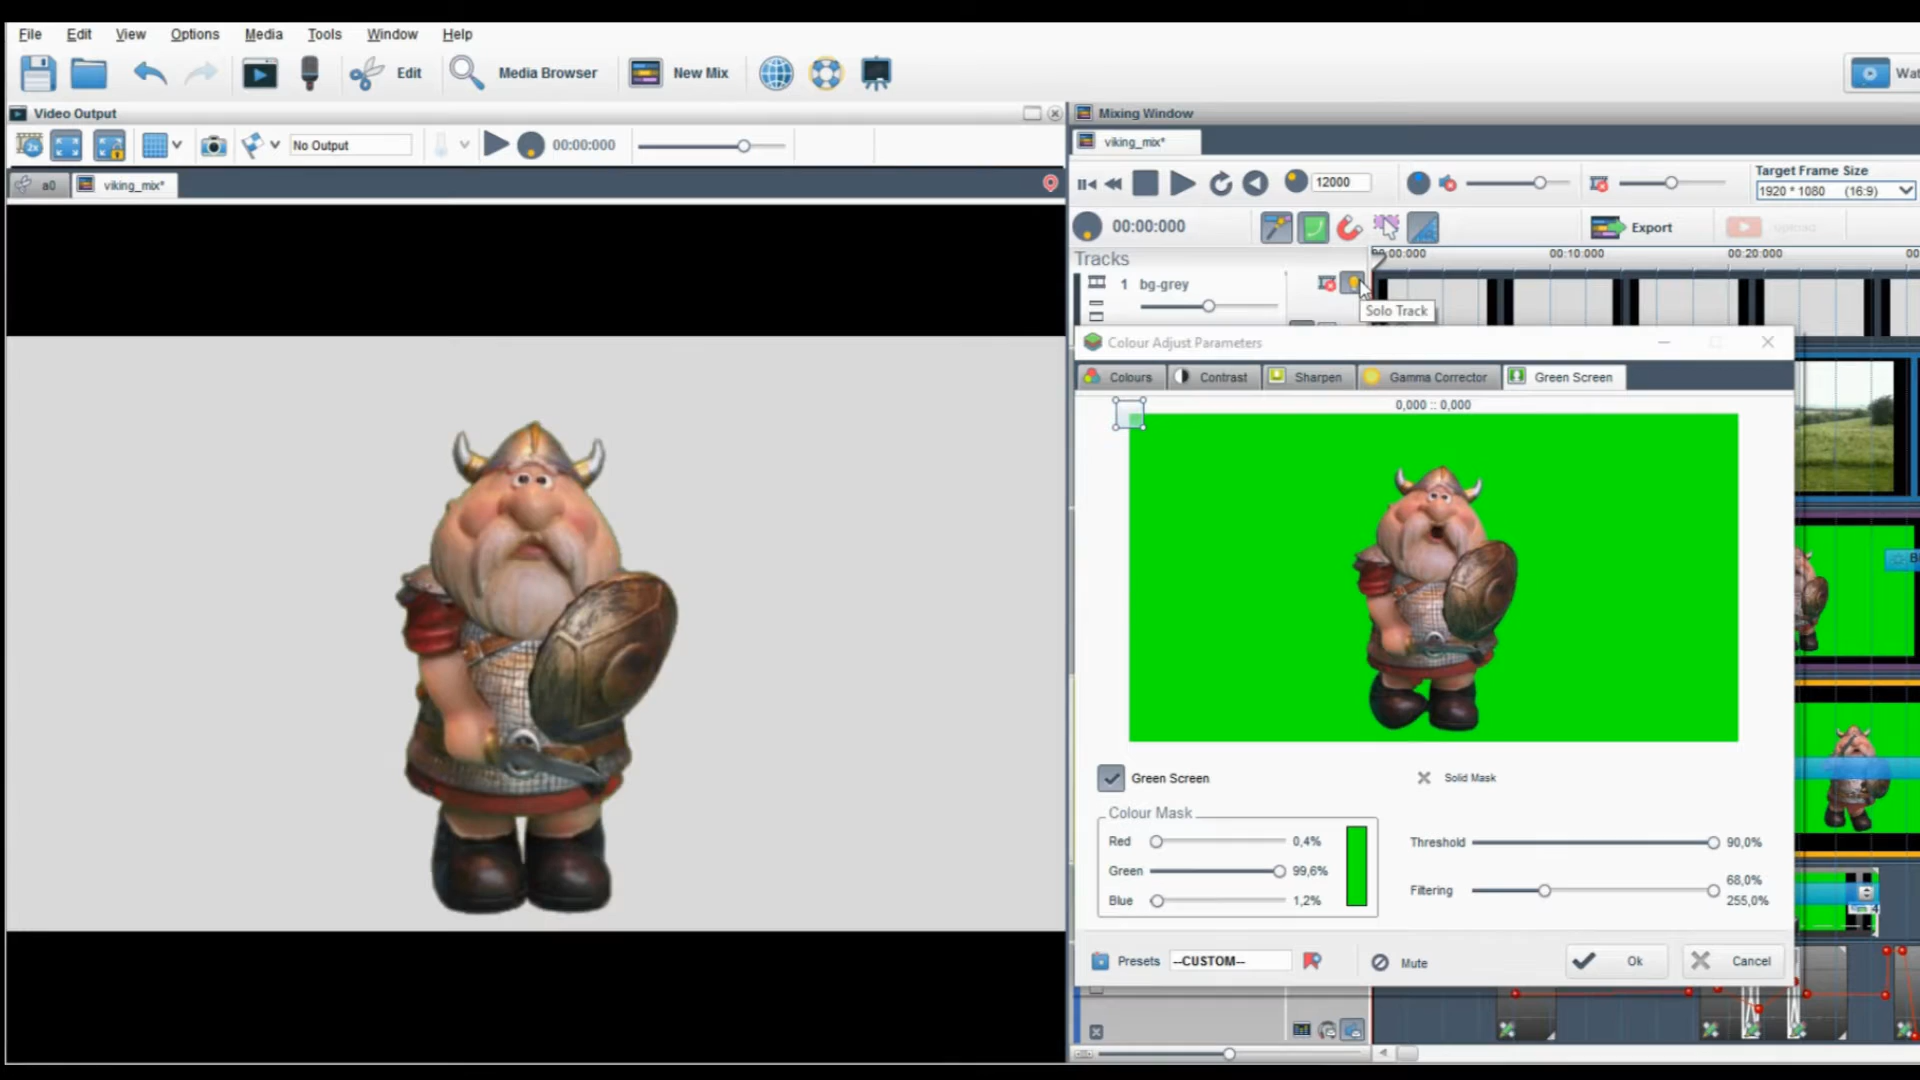 File Edit View Options Media Tools Window Help
Edit Media Browser New Mix
Video Output
2x No Output 00:00:000
a0 viking_mix*
Mixing Window
viking_mix*
12000
Target Frame Size
1920 * 1080 (16:9)
00:00:000 Export Upload
Tracks 00:00:000 00:10:000 00:20:000 00
1 bg-grey
Solo Track
Colour Adjust Parameters
Colours Contrast Sharpen Gamma Corrector Green Screen
0,000 :: 0,000
Green Screen Solid Mask
Colour Mask
Red 0,4%
Green 99,6%
Blue 1,2%
Threshold 90,0%
Filtering 68,0%
255,0%
Presets --CUSTOM-- Mute Ok Cancel